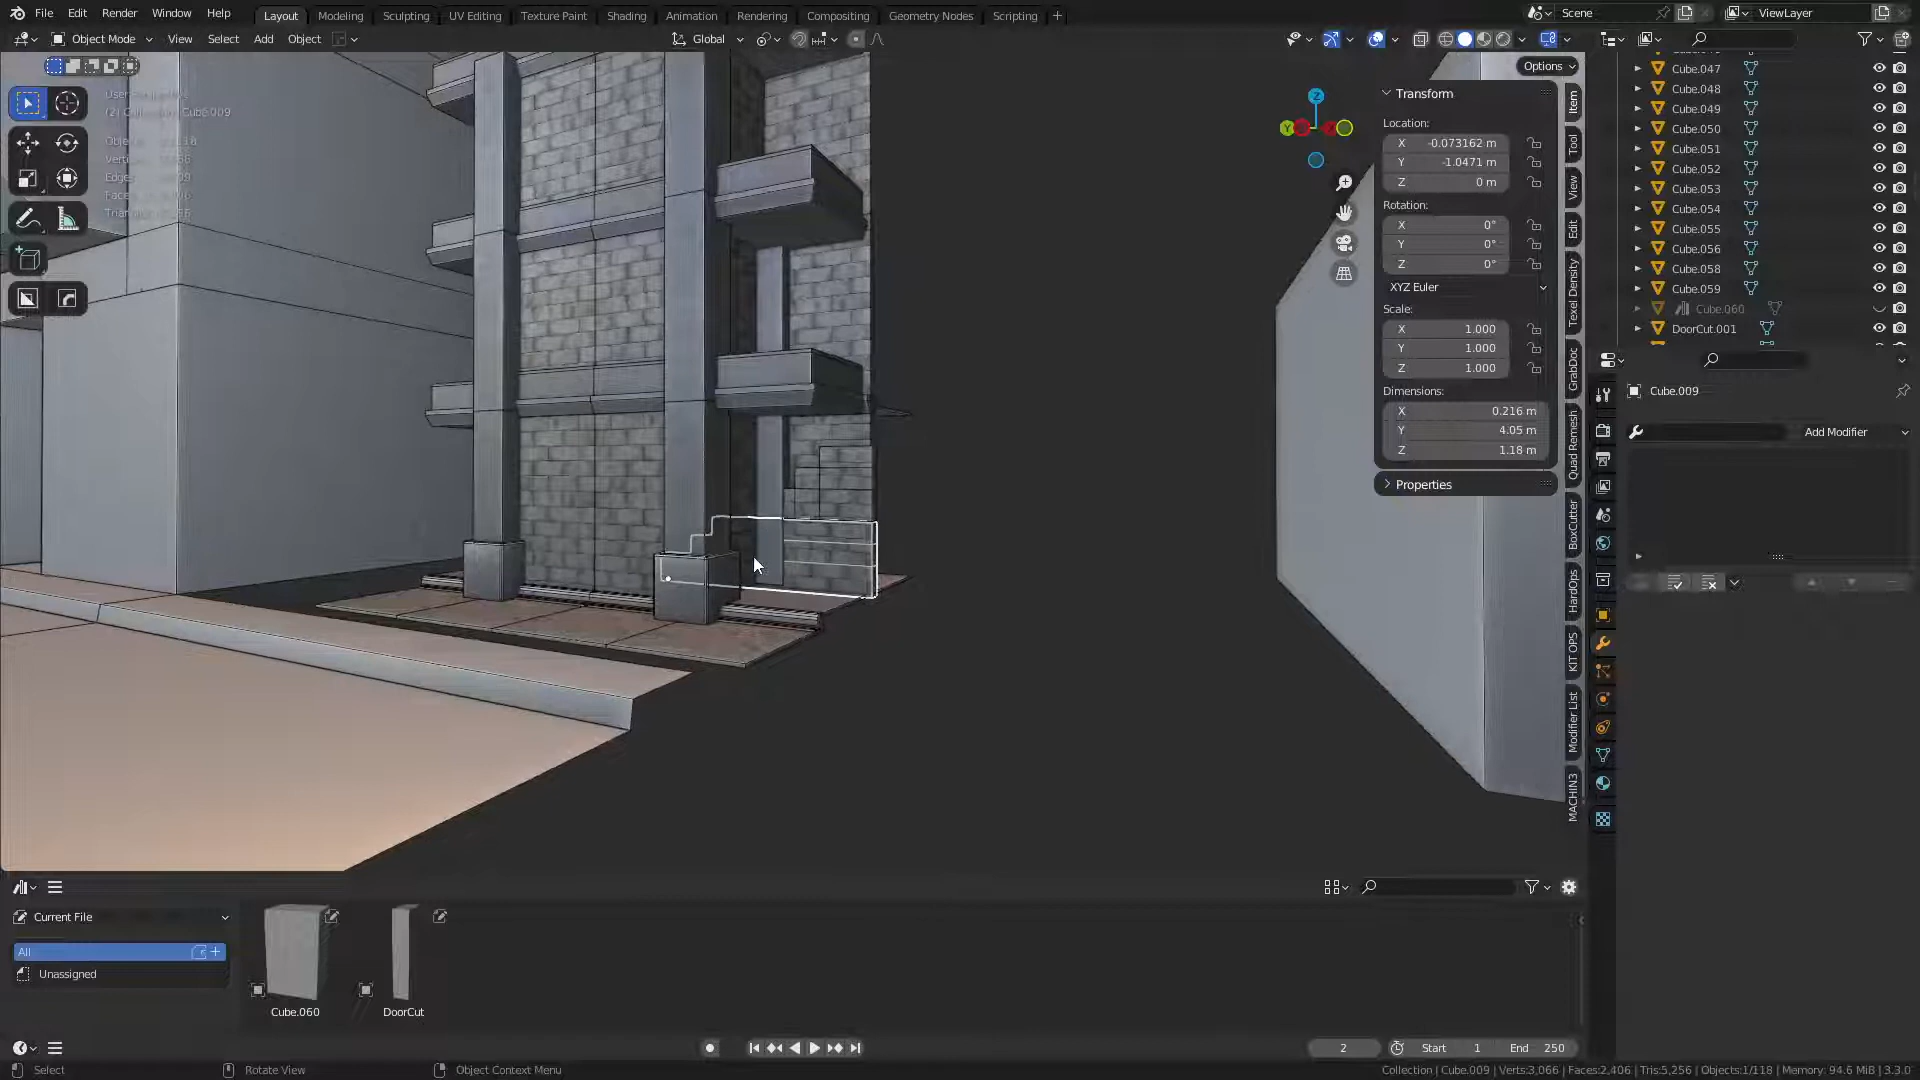 File Edit Render Window Help Layout Modeling Sculpting UV Editing Texture Paint Shading Animation Rendering Compositing Geometry Nodes Scripting + Scene ViewLayer
Object Mode View Select Add Object Global
Options
(2) Collection | Cube.009
Transform
Location:
X -0.073162 m
Y -1.0471 m
Z 0 m
Rotation:
X 0°
Y 0°
Z 0°
XYZ Euler
Scale:
X 1.000
Y 1.000
Z 1.000
Dimensions:
X 0.216 m
Y 4.05 m
Z 1.18 m
Properties
Item
Tool
View
Edit
Texel Density
GrabDoc
Quad Remesh
BoxCutter
HardOps
KIT OPS
Modifier List
MACHIN3
Z
Y
Cube.047
Cube.048
Cube.049
Cube.050
Cube.051
Cube.052
Cube.053
Cube.054
Cube.055
Cube.056
Cube.058
Cube.059
Cube.060
DoorCut.001
Cube.009
Add Modifier
Current File
All
Unassigned
Cube.060 DoorCut
2 Start 1 End 250
Select Rotate View Object Context Menu Collection | Cube.009 | Verts:3,066 | Faces:2,406 | Tris:5,256 | Objects:1/118 | Memory: 94.6 MiB | 3.3.0